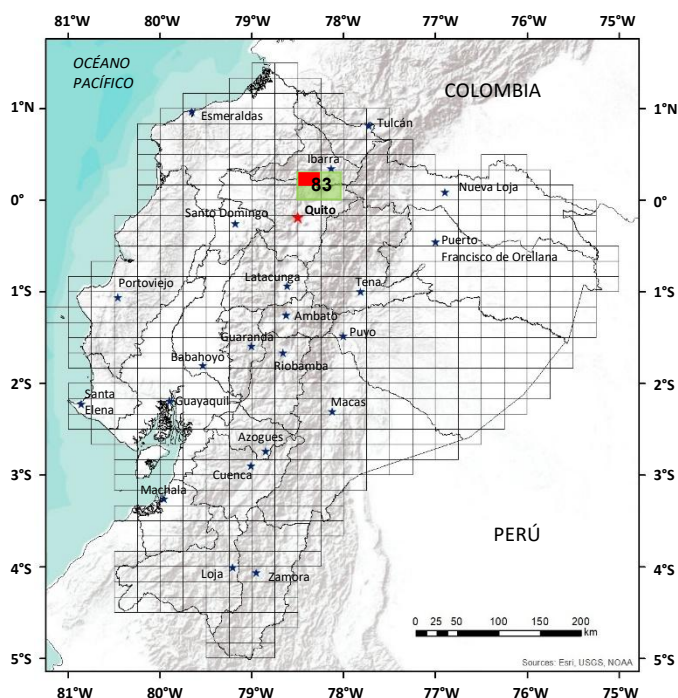 81°W 80°W 79°W 78°W 77°W 76°W 75°W
OCÉANO
PACÍFICO
COLOMBIA
1°N 1°N
Esmeraldas
Tulcán
Ibarra
83
Nueva Loja
0° 0°
Santo Domingo
Quito
Puerto
Francisco de Orellana
Latacunga
Tena
Portoviejo
1°S 1°S
Ambato
Guaranda
Puyo
Babahoyo
Riobamba
2°S 2°S
Santa
Elena
Guayaquil
Macas
Azogues
3°S 3°S
Cuenca
Machala
PERÚ
4°S 4°S
Loja
Zamora
0 25 50 100 150 200
km
5°S 5°S
Sources: Esri, USGS, NOAA
81°W 80°W 79°W 78°W 77°W 76°W 75°W